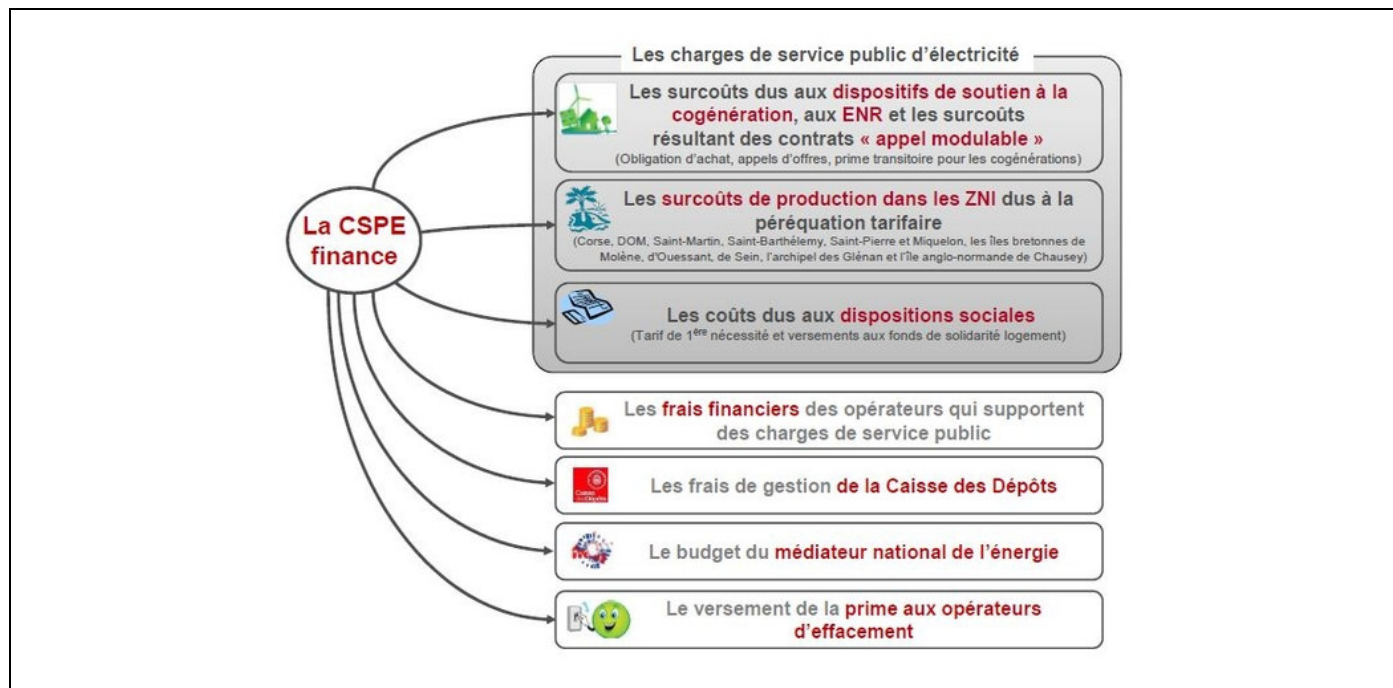 Les charges de service public d'électricité
Les surcoûts dus aux dispositifs de soutien à la
cogénération, aux ENR et les surcoûts
résultant des contrats « appel modulable »
(Obligation d'achat, appels d'offres, prime transitoire pour les cogénérations)
La CSPE
finance
Les surcoûts de production dans les ZNI dus à la
péréquation tarifaire
(Corse, DOM, Saint-Martin, Saint-Barthélemy, Saint-Pierre et Miquelon, les îles bretonnes de
Molène, d'Ouessant, de Sein, l'archipel des Glénan et l'île anglo-normande de Chausey)
Les coûts dus aux dispositions sociales
(Tarif de 1ère nécessité et versements aux fonds de solidarité logement)
Les frais financiers des opérateurs qui supportent
des charges de service public
Caisse
des Dépôts
Les frais de gestion de la Caisse des Dépôts
Le budget du médiateur national de l'énergie
Le versement de la prime aux opérateurs
d'effacement